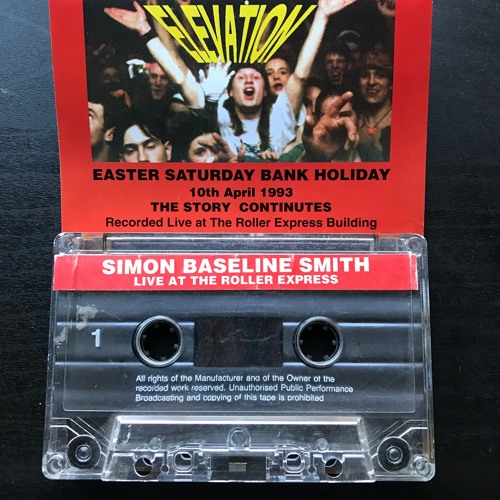 ELEVATION
EASTER SATURDAY BANK HOLIDAY
10th April 1993
THE STORY CONTINUTES
Recorded Live at The Roller Express Building
SIMON BASELINE SMITH
LIVE AT THE ROLLER EXPRESS
1
All rights of the Manufacturer and of the Owner of the
recorded work reserved. Unauthorised Public Performance
Broadcasting and copying of this tape is prohibited